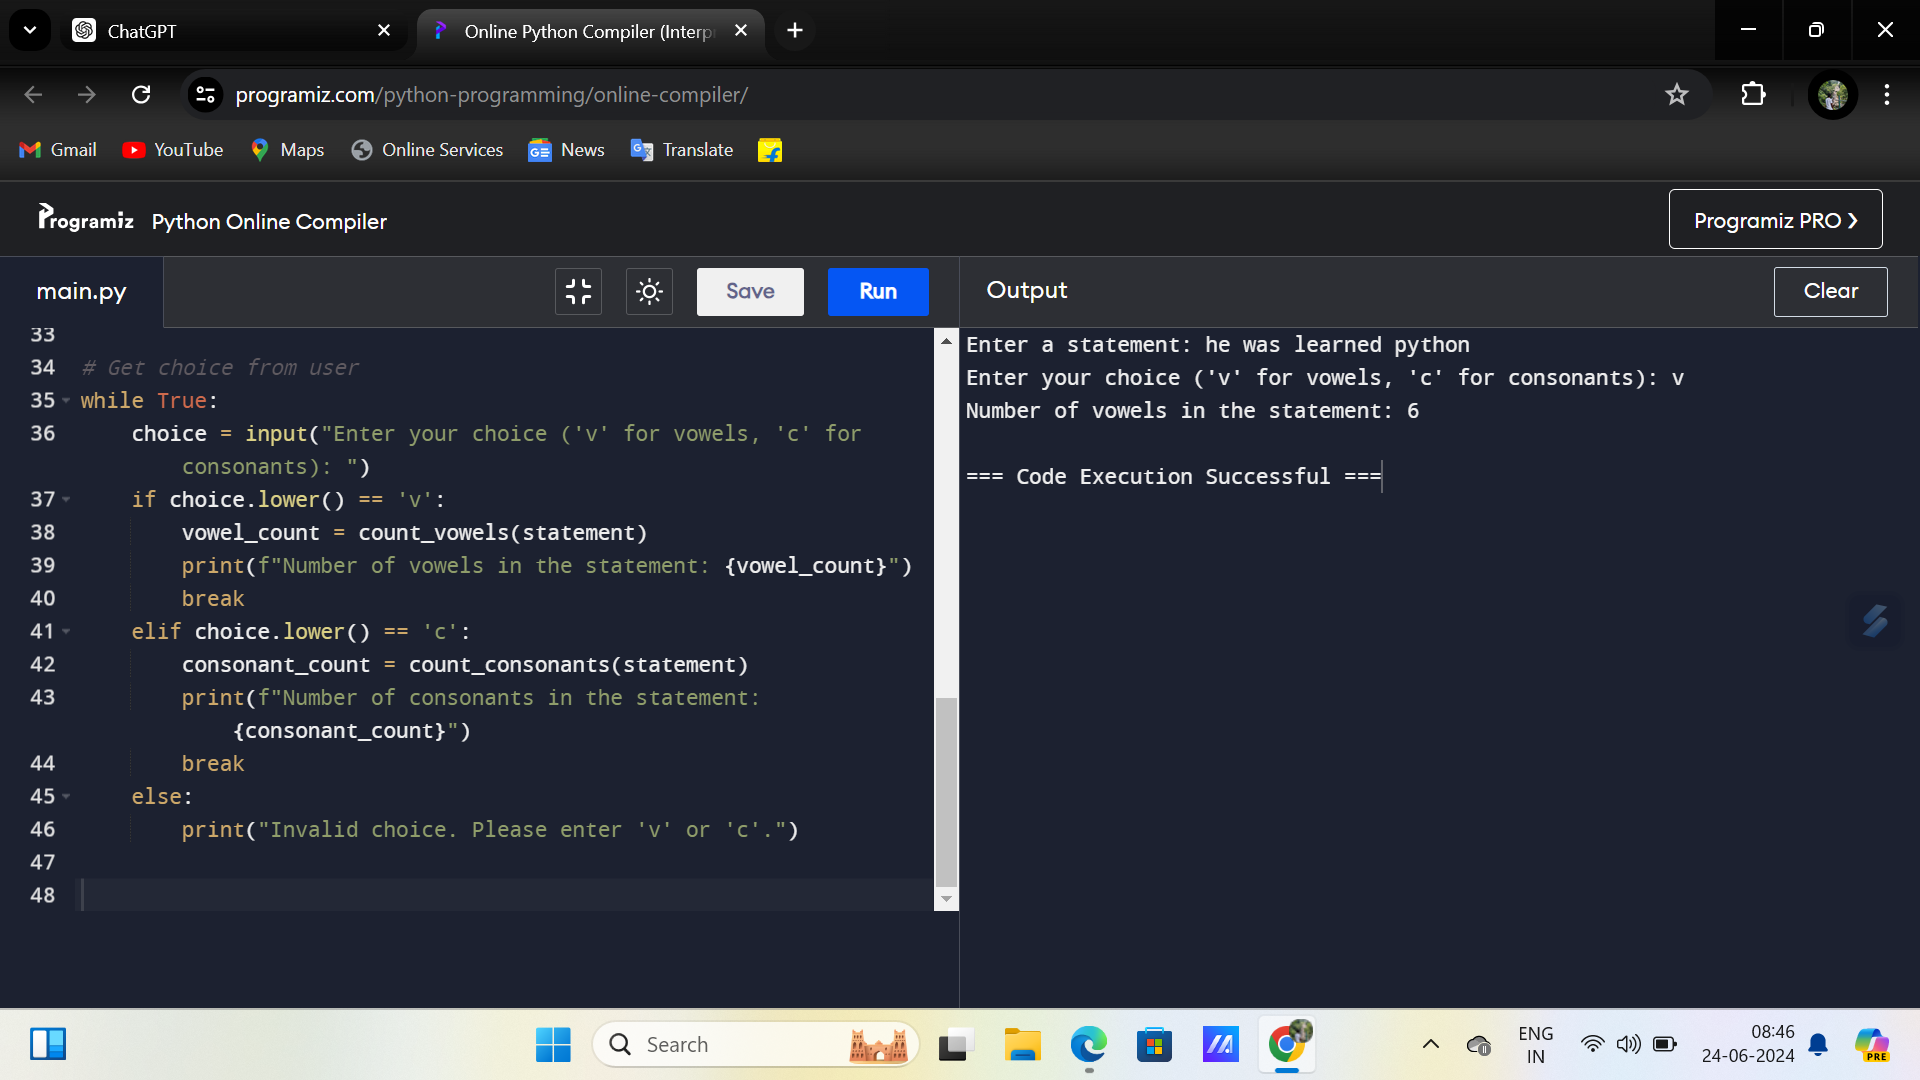 ChatGPT
Online Python Compiler (Interp
programiz.com/python-programming/online-compiler/
Gmail
YouTube
Maps
Online Services
News
Translate
Programiz
Python Online Compiler
Programiz PRO ❯
main.py
Save
Run
Output
Clear
33
34 # Get choice from user
35 while True:
36 choice = input("Enter your choice ('v' for vowels, 'c' for
consonants): ")
37 if choice.lower() == 'v':
38 vowel_count = count_vowels(statement)
39 print(f"Number of vowels in the statement: {vowel_count}")
40 break
41 elif choice.lower() == 'c':
42 consonant_count = count_consonants(statement)
43 print(f"Number of consonants in the statement:
{consonant_count}")
44 break
45 else:
46 print("Invalid choice. Please enter 'v' or 'c'.")
47
48
Enter a statement: he was learned python
Enter your choice ('v' for vowels, 'c' for consonants): v
Number of vowels in the statement: 6
=== Code Execution Successful ===
Search
ENG
IN
08:46
24-06-2024
PRE